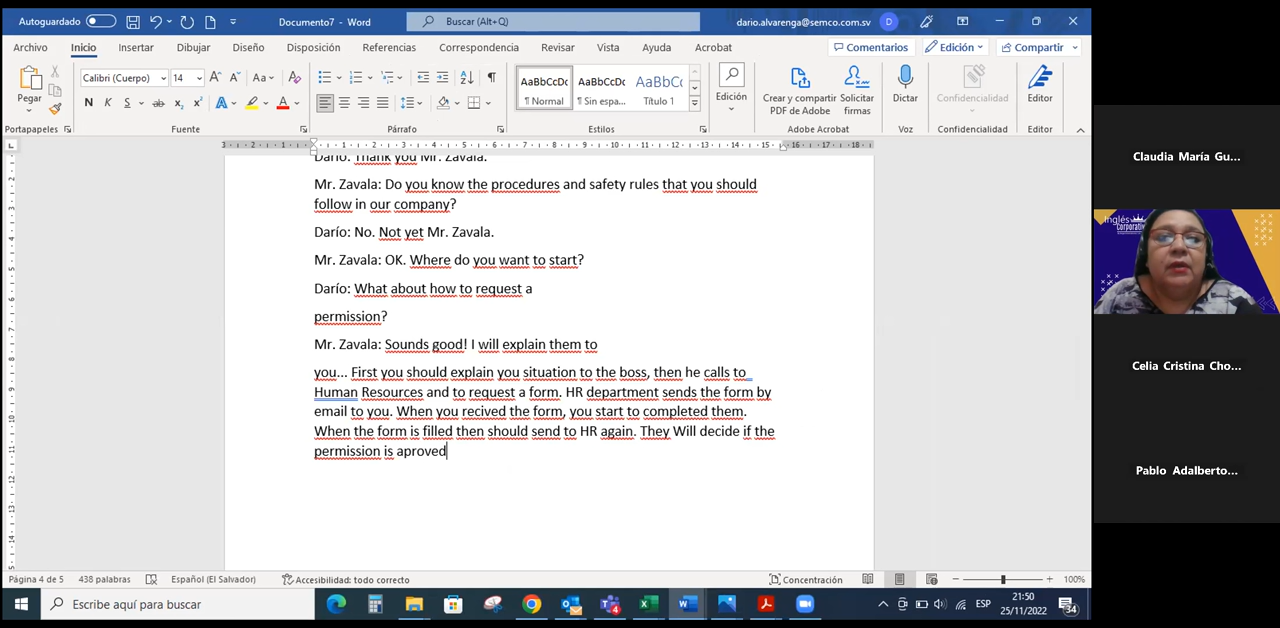 Autoguardado
Documento7 - Word
Buscar (Alt+Q)
dario.alvarenga@semco.com.sv
D
Archivo Inicio Insertar Dibujar Diseño Disposición Referencias Correspondencia Revisar Vista Ayuda Acrobat
Comentarios Edición Compartir
Pegar
Calibri (Cuerpo) 14
N K S
AaBbCcDc AaBbCcDc AaBbCc
¶ Normal ¶ Sin espa... Título 1
Edición
Crear y compartir PDF de Adobe
Solicitar firmas
Dictar
Confidencialidad
Editor
Portapapeles Fuente Párrafo Estilos Adobe Acrobat Voz Confidencialidad Editor
Darío: Thank you Mr. Zavala.
Mr. Zavala: Do you know the procedures and safety rules that you should
follow in our company?
Darío: No. Not yet Mr. Zavala.
Mr. Zavala: OK. Where do you want to start?
Darío: What about how to request a
permission?
Mr. Zavala: Sounds good! I will explain them to
you... First you should explain you situation to the boss, then he calls to
Human Resources and to request a form. HR department sends the form by
email to you. When you recived the form, you start to completed them.
When the form is filled then should send to HR again. They Will decide if the
permission is aproved
Claudia María Gu...
Inglés
Corporativo
Celia Cristina Cho...
Pablo Adalberto...
Página 4 de 5 438 palabras Español (El Salvador) Accesibilidad: todo correcto Concentración 100%
Escribe aquí para buscar
ESP
21:50
25/11/2022
34